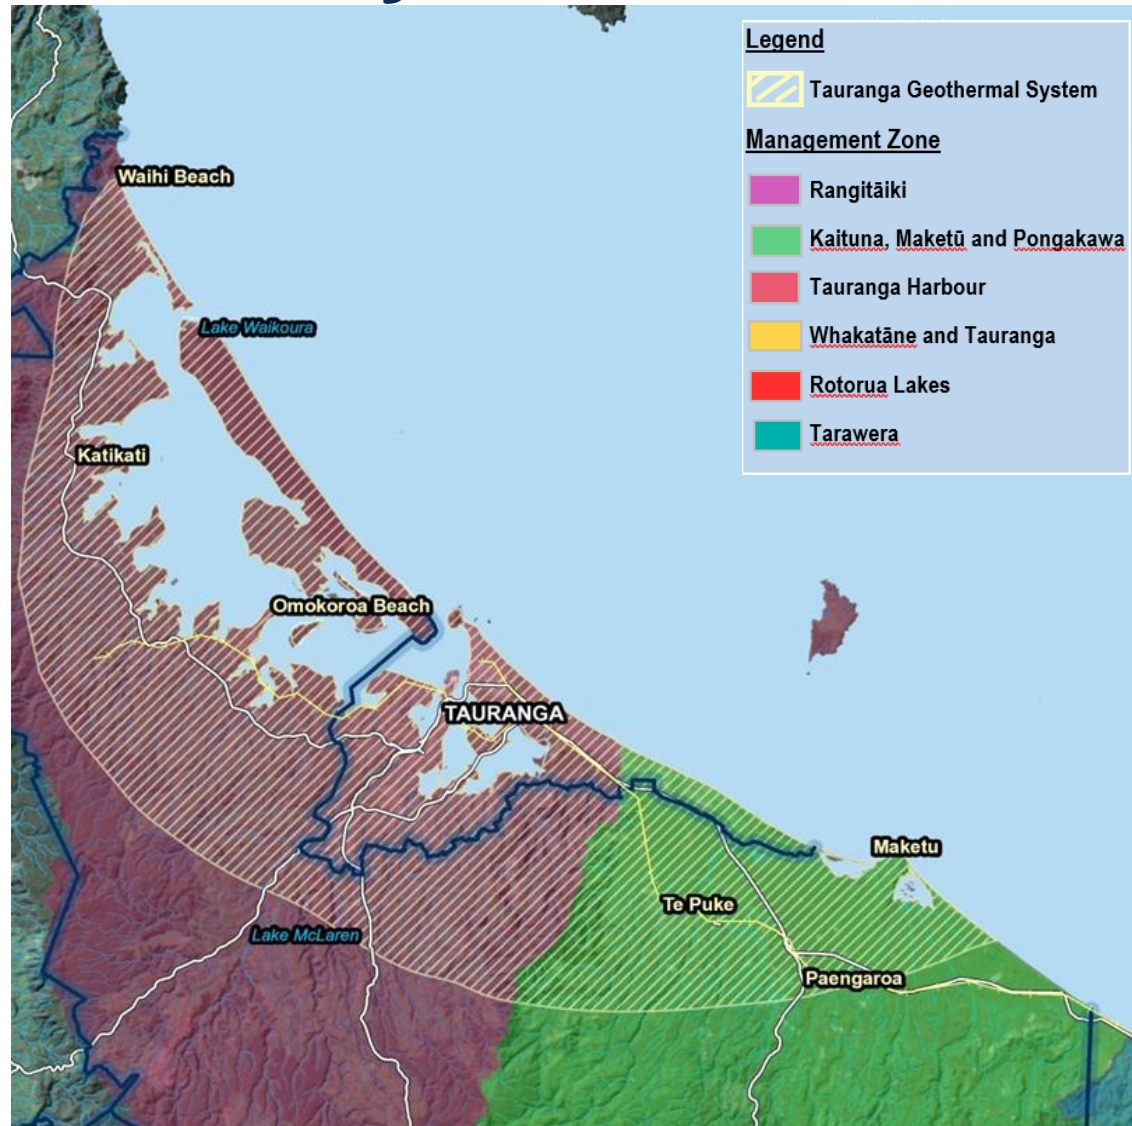 Legend
Tauranga Geothermal System
Management Zone
Rangitāiki
Kaituna, Maketū and Pongakawa
Tauranga Harbour
Whakatāne and Tauranga
Rotorua Lakes
Tarawera
Waihi Beach
Lake Waikoura
Katikati
Omokoroa Beach
TAURANGA
Maketu
Te Puke
Lake McLaren
Paengaroa